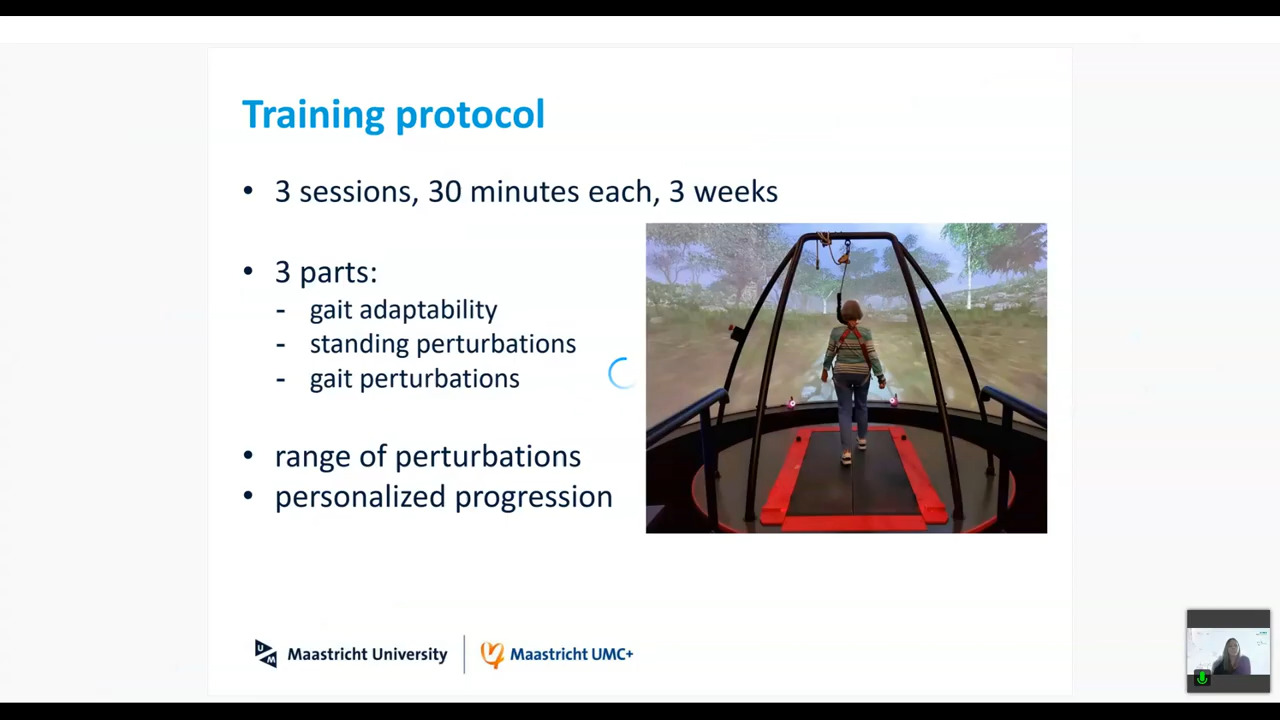 Training protocol
• 3 sessions, 30 minutes each, 3 weeks
• 3 parts:
- gait adaptability
- standing perturbations
- gait perturbations
• range of perturbations
• personalized progression
UM Maastricht University
Maastricht UMC+